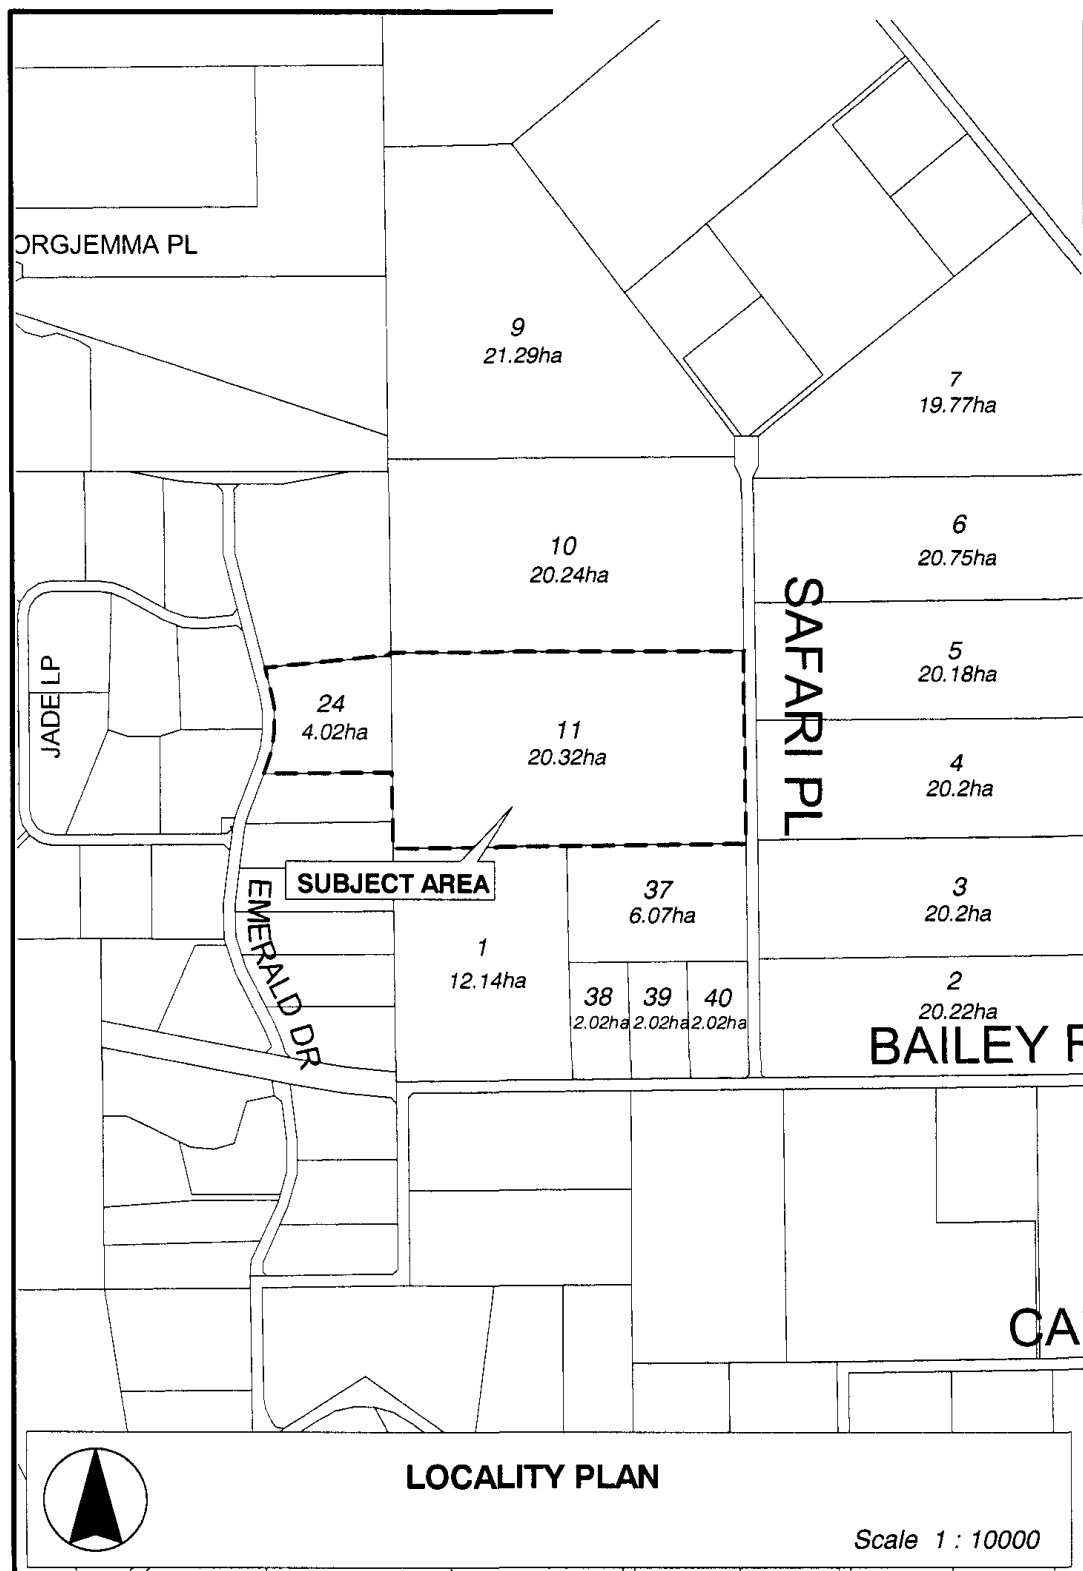 ORGJEMMA PL
9
21.29ha
7
19.77ha
10
20.24ha
6
20.75ha
SAFARI PL
5
20.18ha
JADE LP
24
4.02ha
11
20.32ha
4
20.2ha
SUBJECT AREA
EMERALD DR
37
6.07ha
3
20.2ha
1
12.14ha
38
2.02ha
39
2.02ha
40
2.02ha
2
20.22ha
BAILEY R
CA
LOCALITY PLAN
Scale 1 : 10000